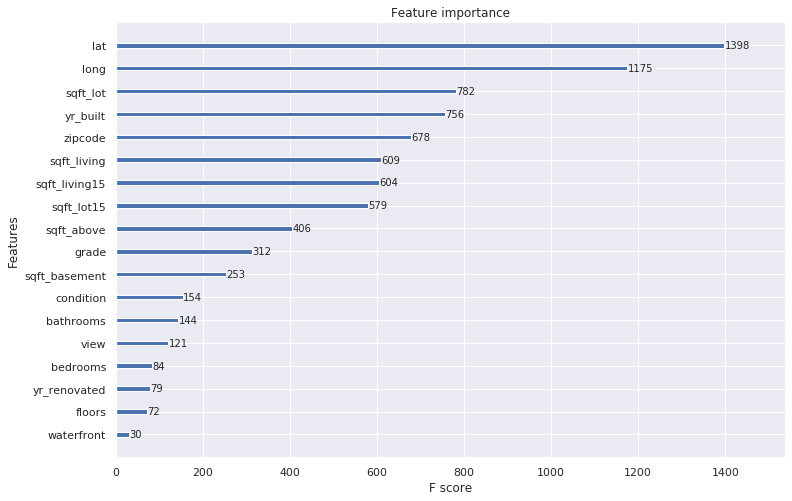 Feature importance
Features
lat 1398
long 1175
sqft_lot 782
yr_built 756
zipcode 678
sqft_living 609
sqft_living15 604
sqft_lot15 579
sqft_above 406
grade 312
sqft_basement 253
condition 154
bathrooms 144
view 121
bedrooms 84
yr_renovated 79
floors 72
waterfront 30
0 200 400 600 800 1000 1200 1400
F score